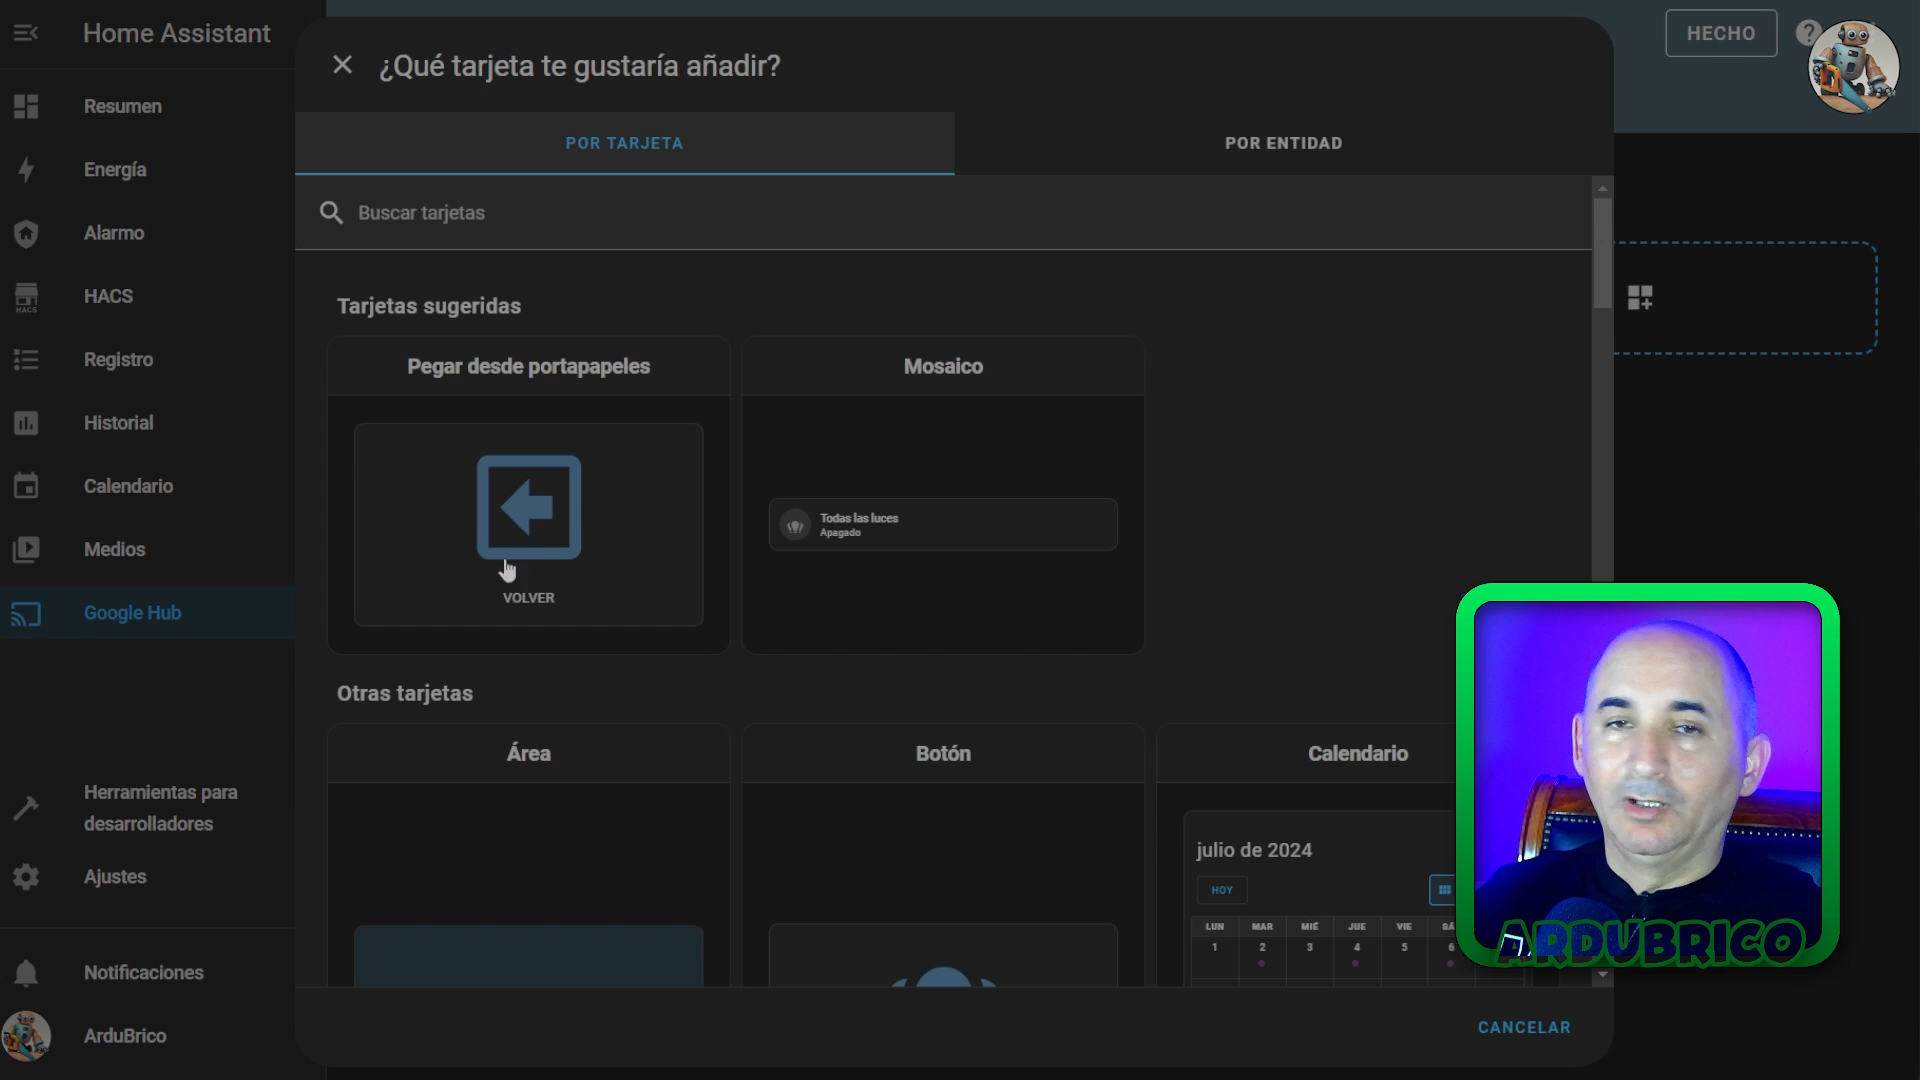 Home Assistant
Resumen
Energía
Alarmo
HACS
HACS
Registro
Historial
Calendario
Medios
Google Hub
Herramientas para
desarrolladores
Ajustes
Notificaciones
ArduBrico
¿Qué tarjeta te gustaría añadir?
HECHO
?
POR TARJETA
POR ENTIDAD
Buscar tarjetas
Tarjetas sugeridas
Pegar desde portapapeles
Mosaico
VOLVER
Todas las luces
Apagado
Otras tarjetas
Área
Botón
Calendario
julio de 2024
HOY
LUN MAR MIÉ JUE VIE SÁ
1 2 3 4 5 6
ARDUBRICO
CANCELAR